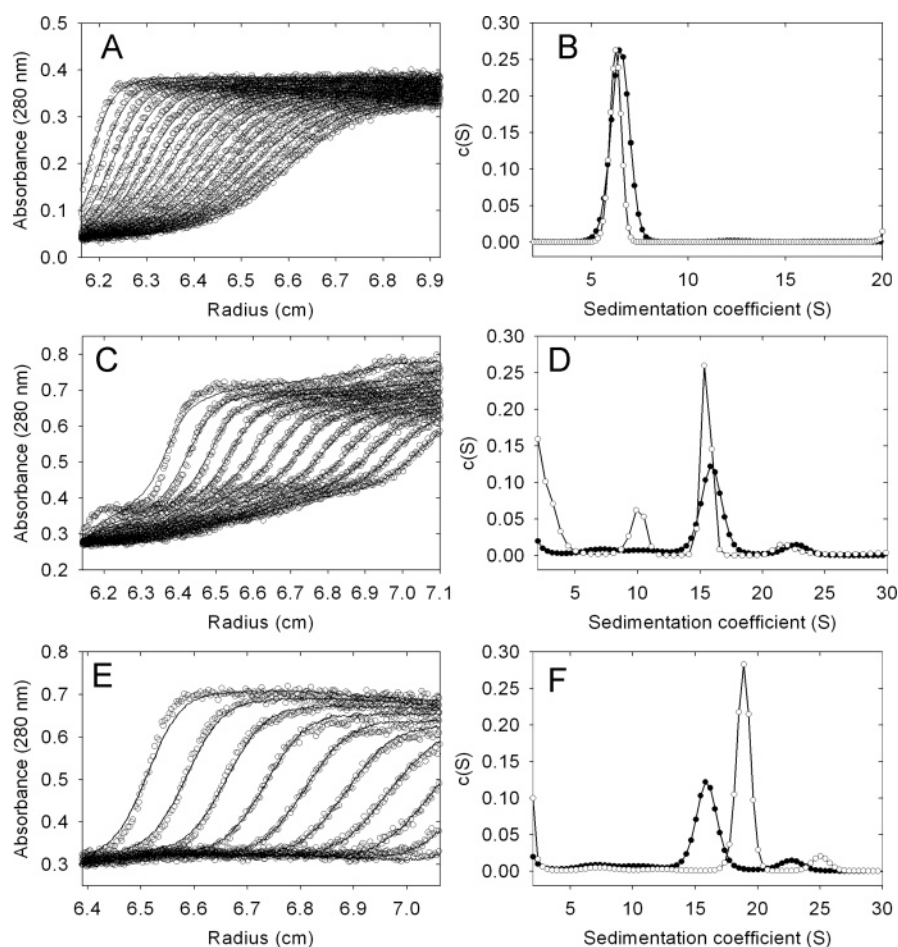 A
Absorbance (280 nm)
0.5
0.4
0.3
0.2
0.1
0.0
6.2 6.3 6.4 6.5 6.6 6.7 6.8 6.9
Radius (cm)
B
c(S)
0.30
0.25
0.20
0.15
0.10
0.05
0.00
5 10 15 20
Sedimentation coefficient (S)
C
Absorbance (280 nm)
0.8
0.7
0.6
0.5
0.4
0.3
0.2
6.2 6.3 6.4 6.5 6.6 6.7 6.8 6.9 7.0 7.1
Radius (cm)
D
c(S)
0.30
0.25
0.20
0.15
0.10
0.05
0.00
5 10 15 20 25 30
Sedimentation coefficient (S)
E
Absorbance (280 nm)
0.8
0.7
0.6
0.5
0.4
0.3
6.4 6.5 6.6 6.7 6.8 6.9 7.0
Radius (cm)
F
c(S)
0.30
0.25
0.20
0.15
0.10
0.05
0.00
5 10 15 20 25 30
Sedimentation coefficient (S)